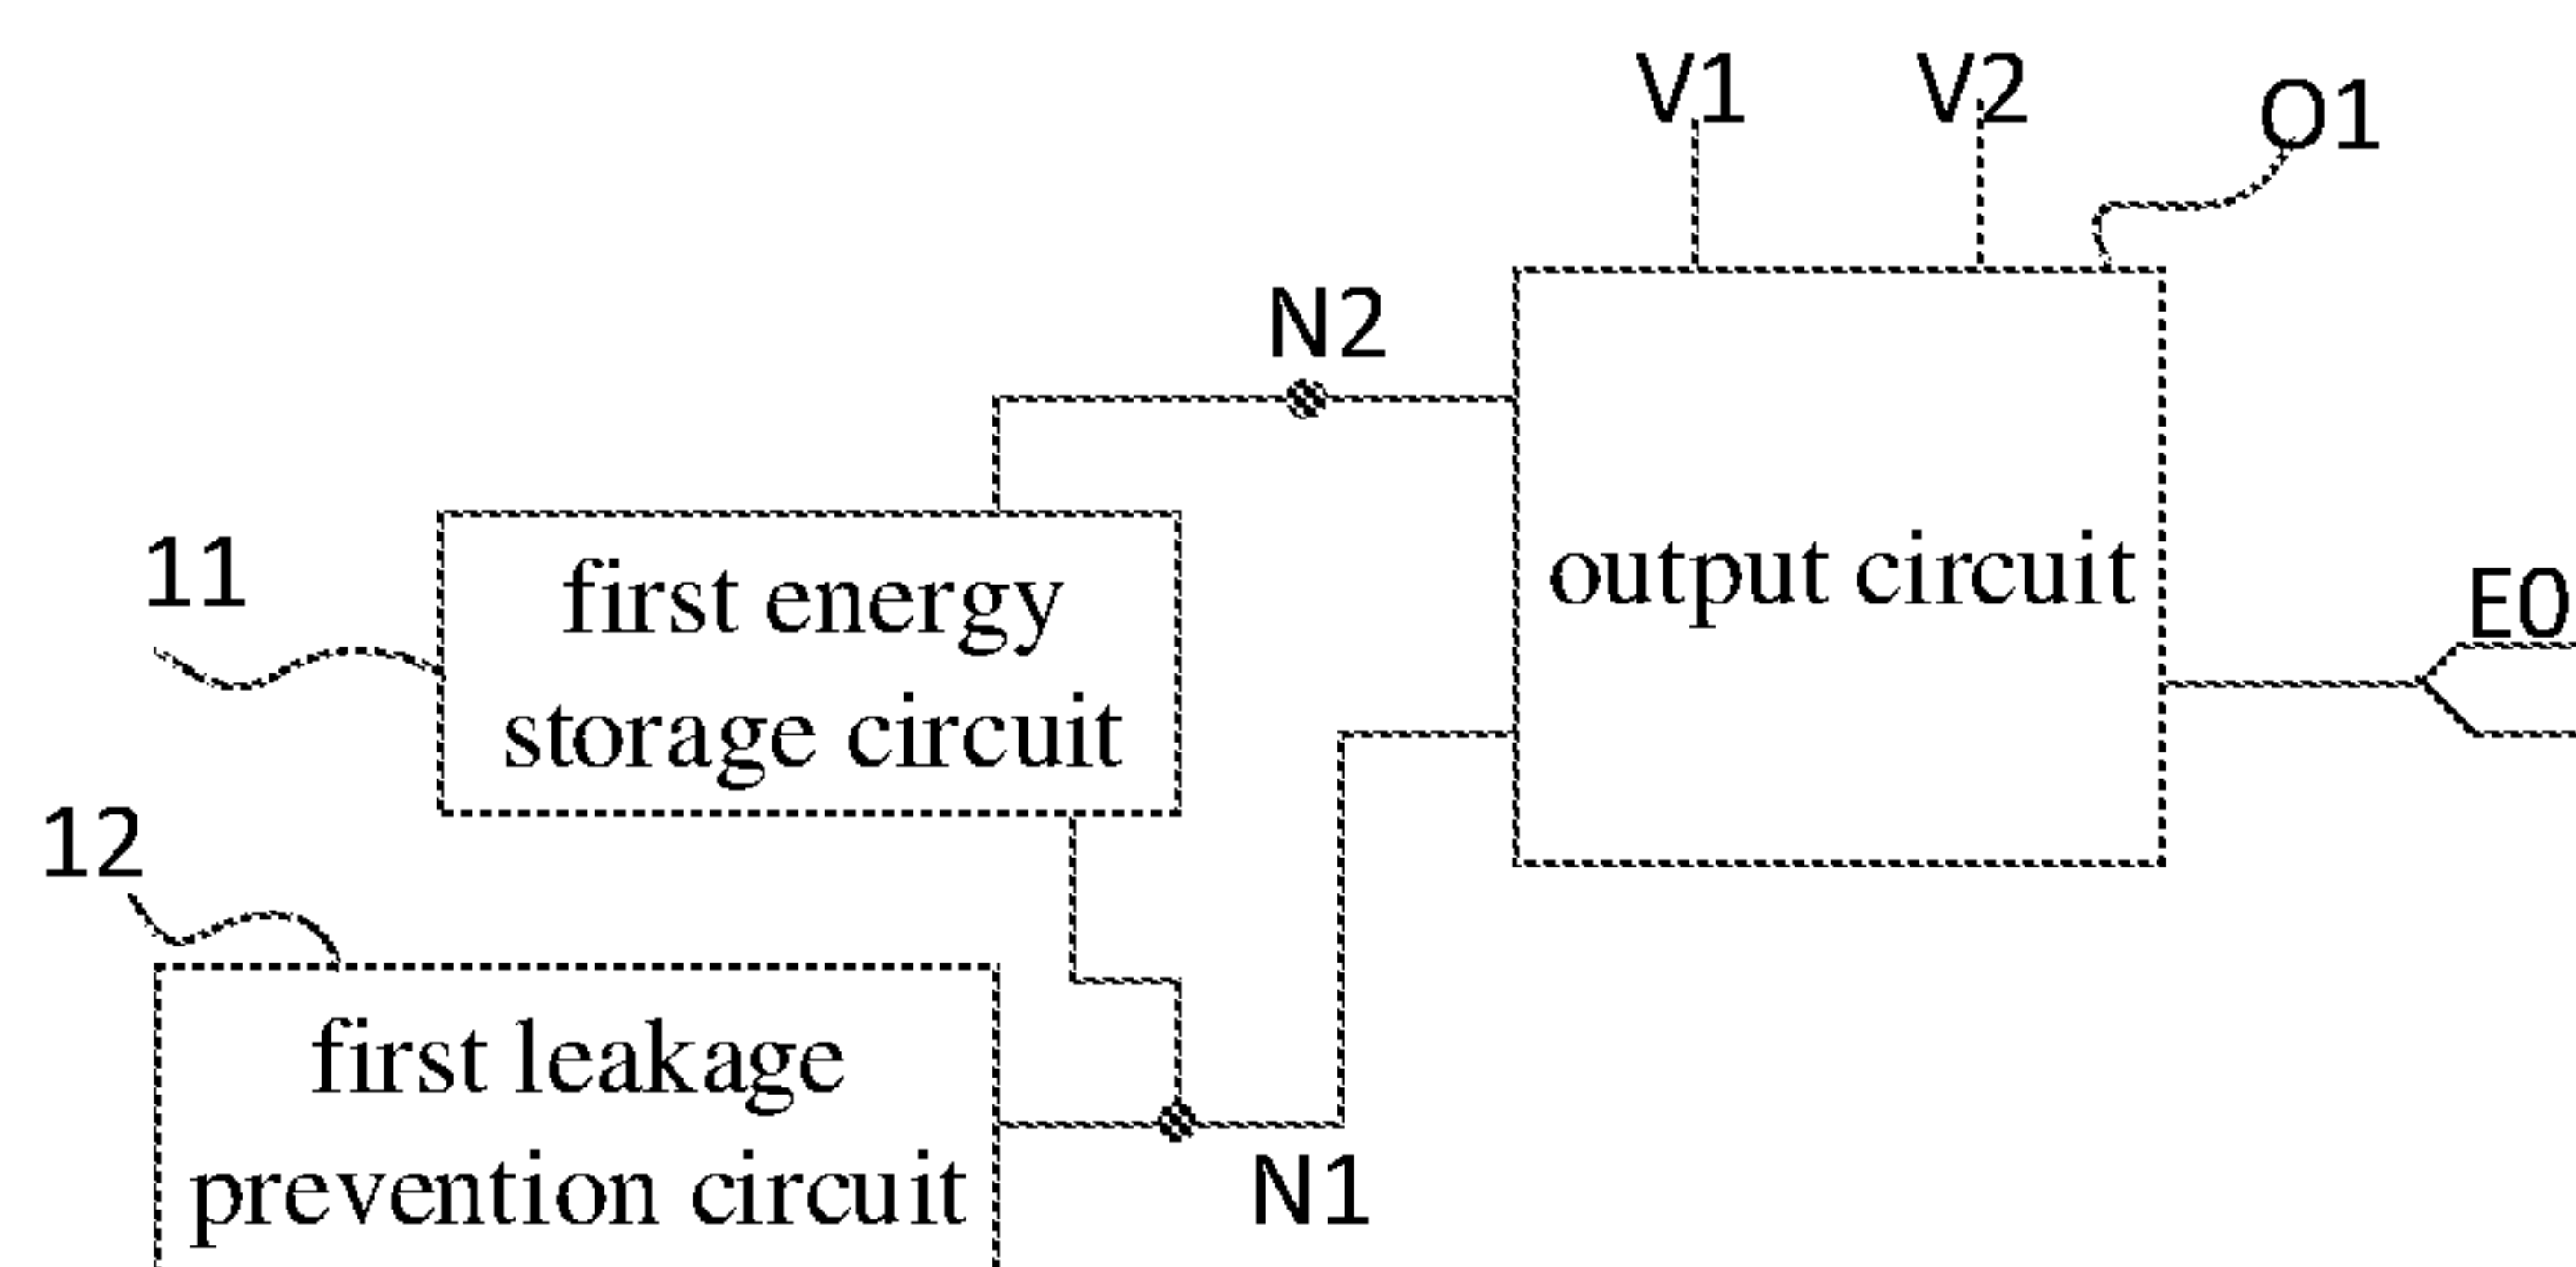 V1 V2 O1
N2
output circuit
E0
11
first energy
storage circuit
12
first leakage
prevention circuit
N1